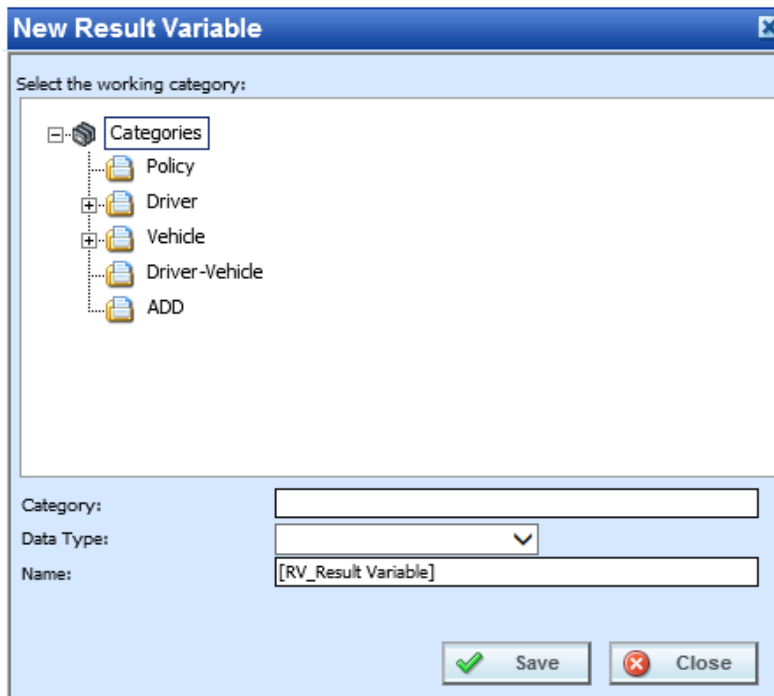 New Result Variable
Select the working category:
Categories
Policy
Driver
Vehicle
Driver-Vehicle
ADD
Category:
Data Type:
Name: [RV_Result Variable]
Save Close